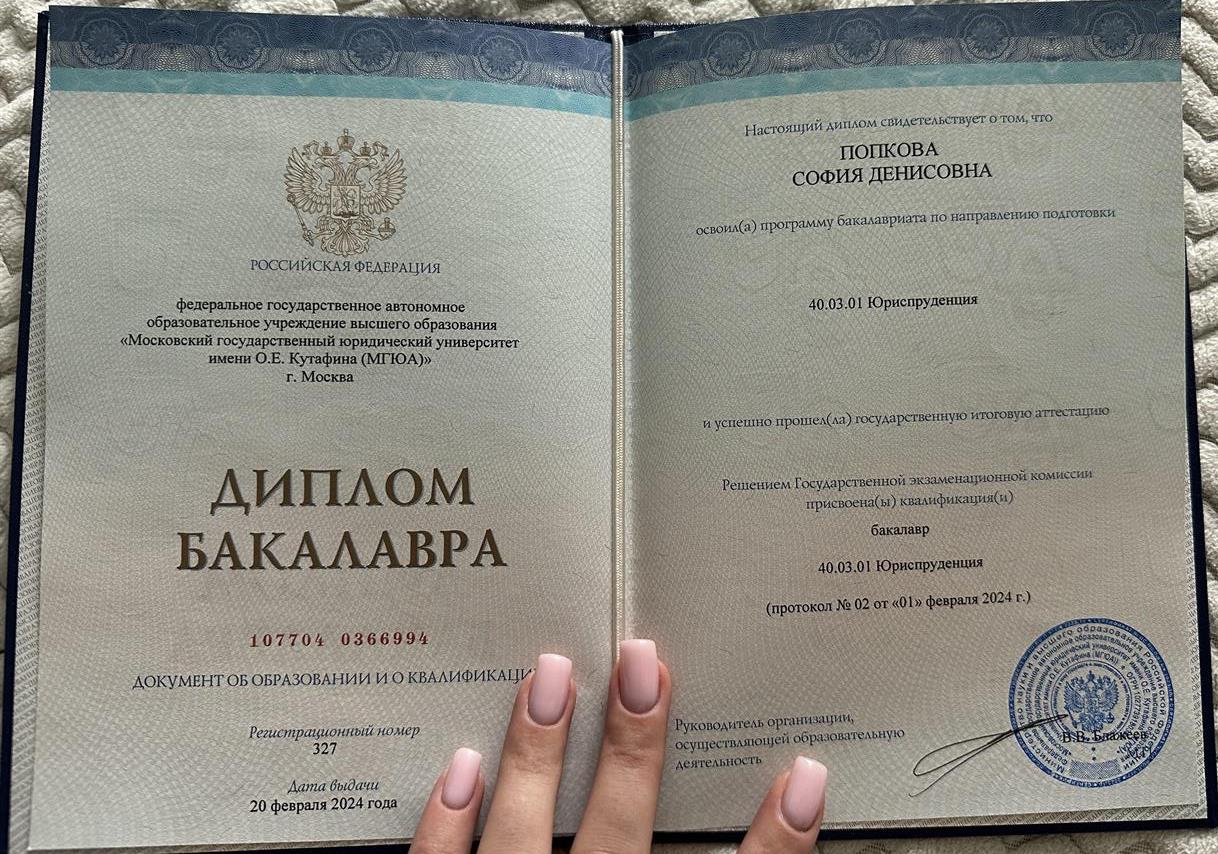 РОССИЙСКАЯ ФЕДЕРАЦИЯ
федеральное государственное автономное
образовательное учреждение высшего образования
«Московский государственный юридический университет
имени О.Е. Кутафина (МГЮА)»
г. Москва
ДИПЛОМ
БАКАЛАВРА
107704 0366994
ДОКУМЕНТ ОБ ОБРАЗОВАНИИ И О КВАЛИФИКАЦИ
Регистрационный номер
327
Дата выдачи
20 февраля 2024 года
Настоящий диплом свидетельствует о том, что
ПОПКОВА
СОФИЯ ДЕНИСОВНА
освоил(а) программу бакалавриата по направлению подготовки
40.03.01 Юриспруденция
и успешно прошел(ла) государственную итоговую аттестацию
Решением Государственной экзаменационной комиссии
присвоена(ы) квалификация(и)
бакалавр
40.03.01 Юриспруденция
(протокол № 02 от «01» февраля 2024 г.)
Руководитель организации,
осуществляющей образовательную
деятельность
В.В. Блажеев